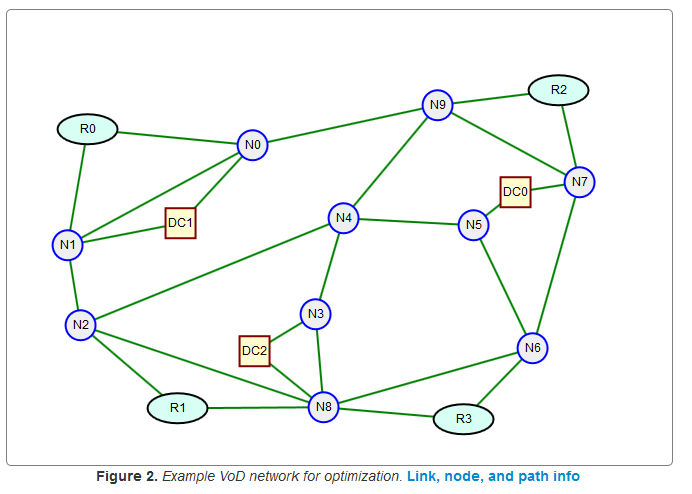 N9
R2
R0
N0
N7
DC0
N4
DC1
N5
N1
N3
N2
DC2
N6
R1
N8
R3
Figure 2. Example VoD network for optimization. Link, node, and path info